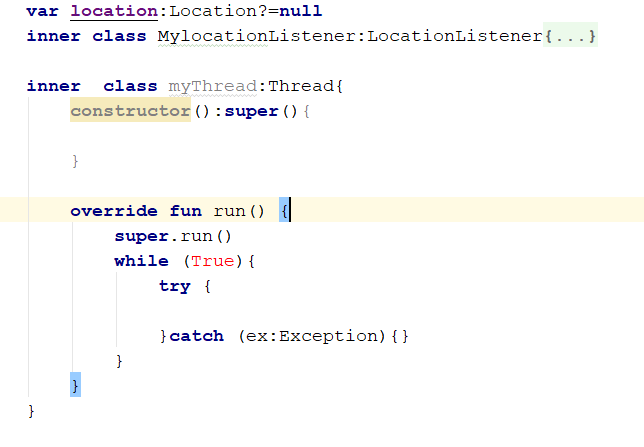 var location:Location?=null
inner class MylocationListener:LocationListener{...}
inner  class myThread:Thread{
constructor():super(){
}
override fun run() {
super.run()
while (True){
try {
}catch (ex:Exception){}
}
}
}